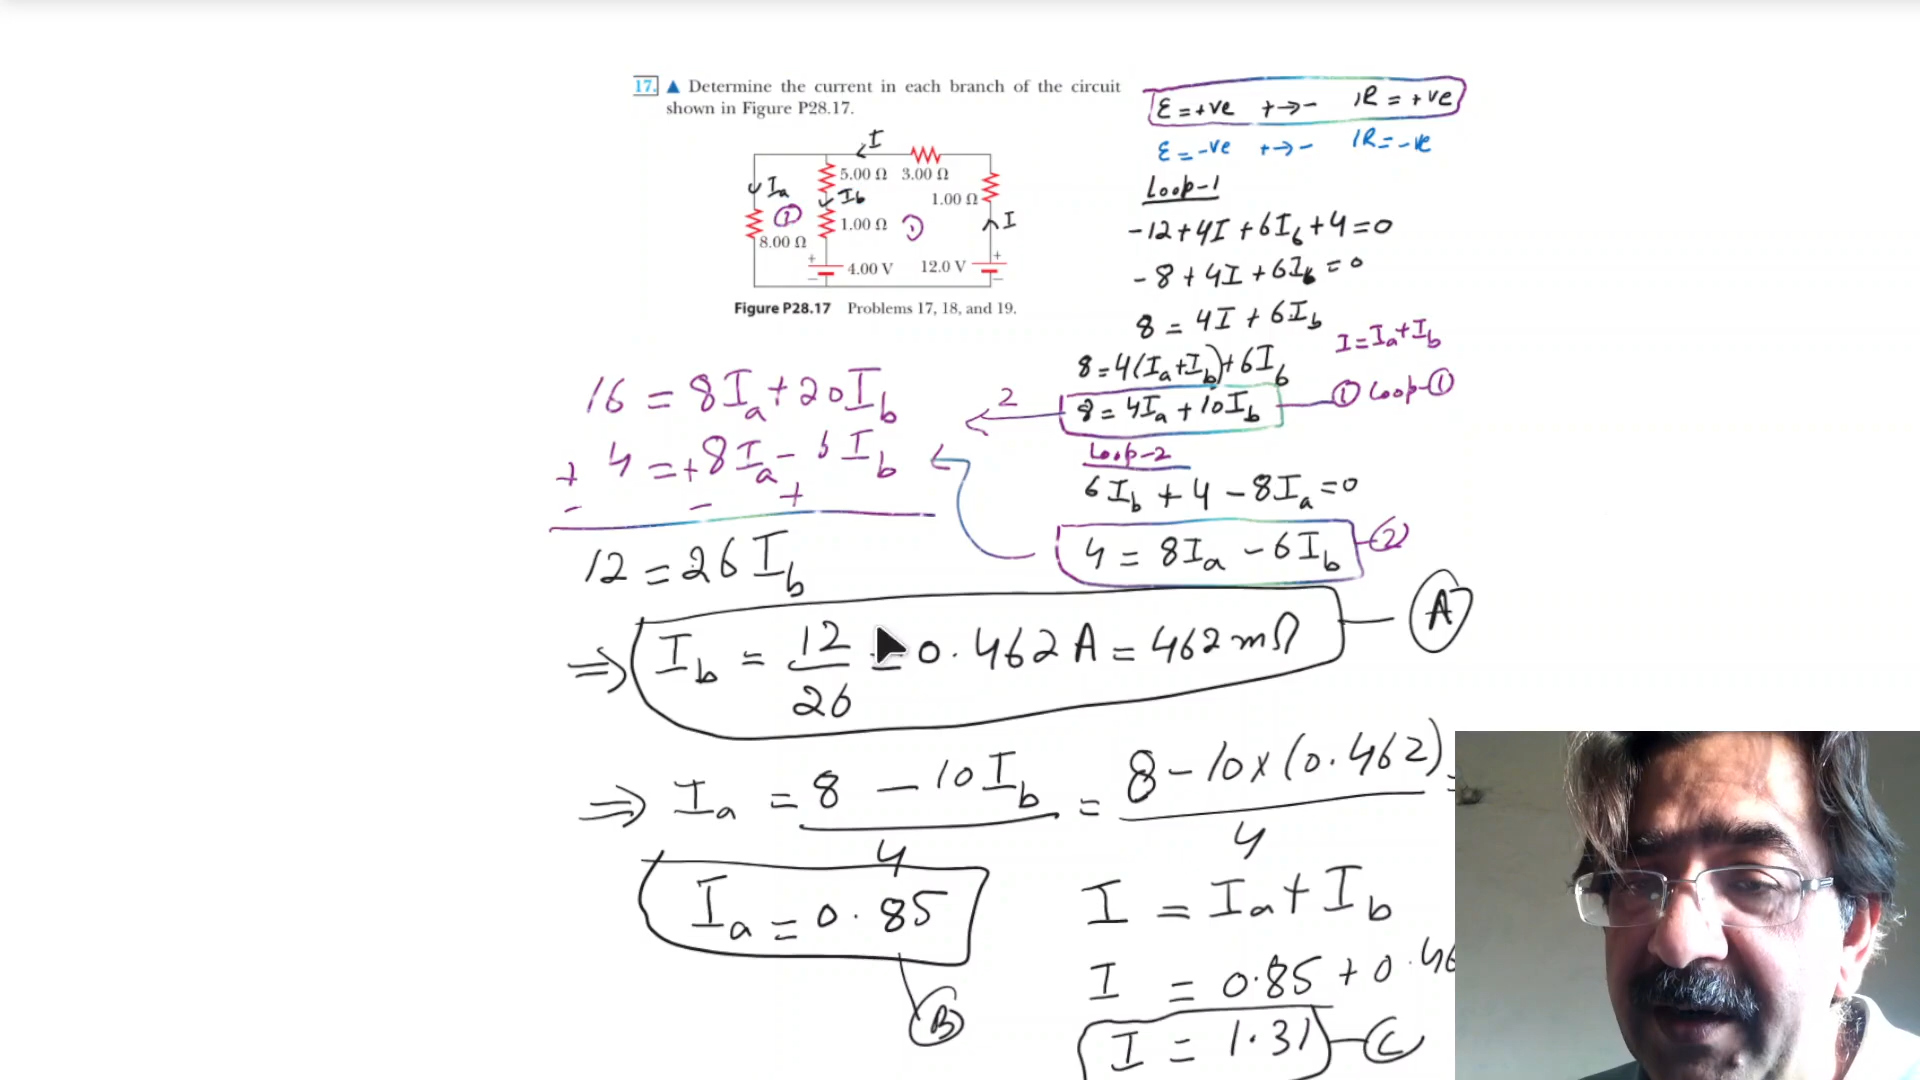 17. ▲ Determine the current in each branch of the circuit
shown in Figure P28.17.
I
5.00 Ω 3.00 Ω
Ia
Ib
1.00 Ω
1
1.00 Ω
1
I
8.00 Ω
+
+
4.00 V 12.0 V
−
−
Figure P28.17 Problems 17, 18, and 19.
ε = +ve + → − IR = +ve
ε = -ve + → − IR = -ve
Loop-1
-12 + 4I + 6Ib + 4 = 0
- 8 + 4I + 6Ib = 0
8 = 4I + 6Ib
I = Ia + Ib
8 = 4(Ia + Ib) + 6Ib
8 = 4Ia + 10Ib ① Loop-①
2
Loop-2
6Ib + 4 - 8Ia = 0
4 = 8Ia - 6Ib ②
16 = 8Ia + 20Ib
+ 4 = +8Ia - 6Ib
- - +
12 = 26 Ib
⇒ Ib = 12/26 = 0.462 A = 462 mΩ A
⇒ Ia = 8 - 10Ib / 4 = 8 - 10 x (0.462) / 4
Ia = 0.85
B
I = Ia + Ib
I = 0.85 + 0.46
I = 1.31 C